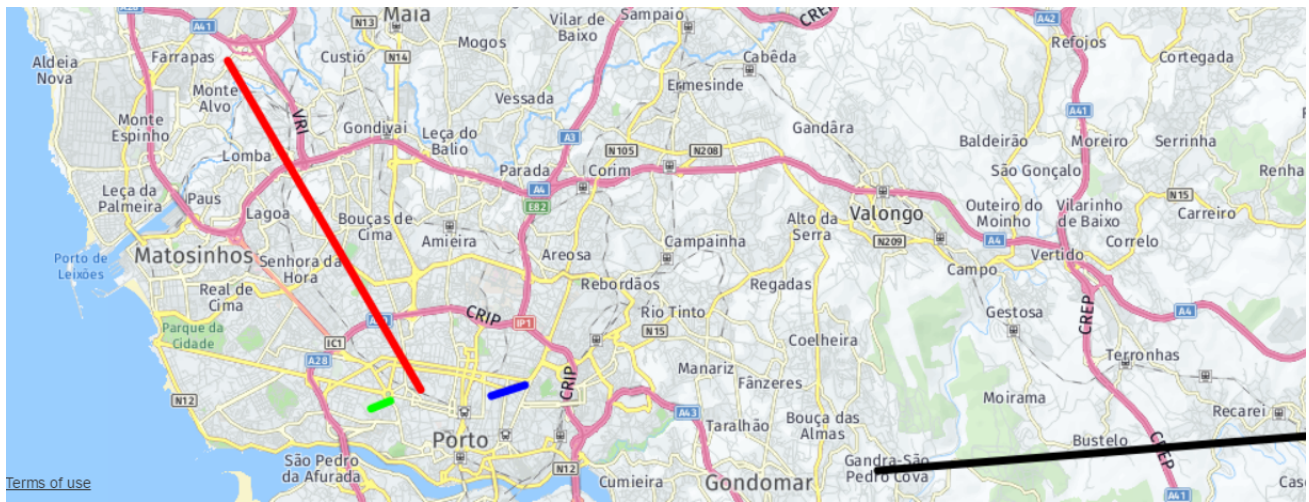 A28
A41
N13
Maia
Vilar de
Baixo
Sampaio
CREP
A42
Refojos
Aldeia
Nova
Farrapas
Custió
N14
Mogos
Cabêda
Cortegada
Monte
Alvo
Vessada
Ermesinde
A41
Monte
Espinho
VRI
Gondivai
Leça do
Balio
A3
Gandâra
Baldeirão
Moreiro
Serrinha
Lomba
N105
N208
Parada
Corim
São Gonçalo
Renha
Leça da
Palmeira
Paus
A4
E82
N15
Lagoa
Bouças de
Cima
Amieira
Campainha
Alto da
Serra
Valongo
Outeiro do
Moinho
Vilarinho
de Baixo
Carreiro
Matosinhos
Senhora da
Hora
Areosa
N209
A4
Correlo
Porto de
Leixões
Campo
Vertido
Real de
Cima
Rebordãos
Regadas
Rio Tinto
Gestosa
CREP
A4
Parque da
Cidade
CRIP
IP1
N15
IC1
Coelheira
A28
Terronhas
Manariz
Fânzeres
CRIP
N12
Moirama
Recarei
A43
Taralhão
Bouça das
Almas
Porto
Bustelo
CREP
São Pedro
da Afurada
N12
Gandra-São
Pedro Cova
Cumieira
Gondomar
A41
Cas
Terms of use